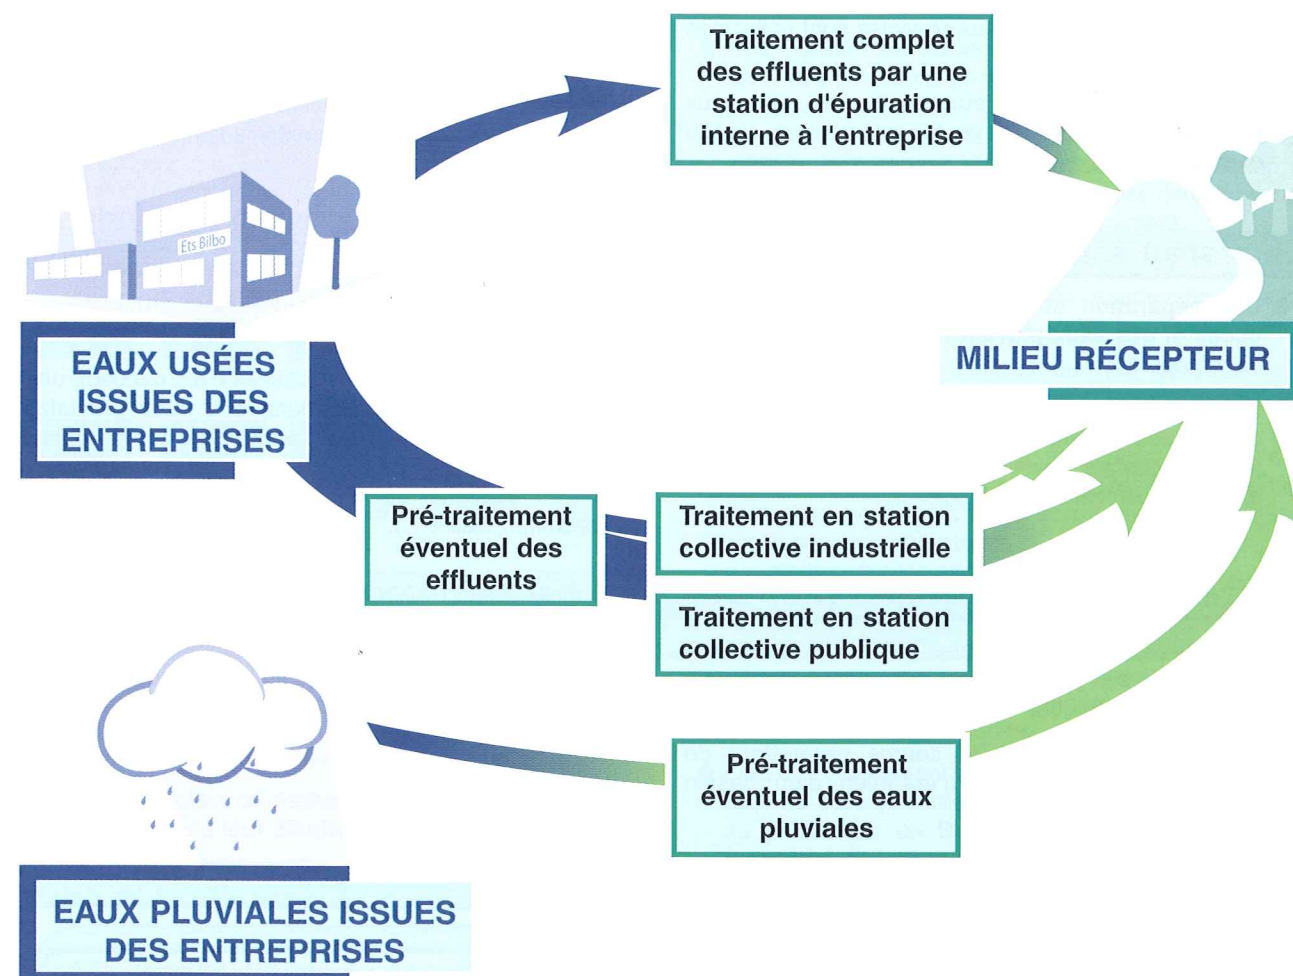 Traitement complet
des effluents par une
station d'épuration
interne à l'entreprise
Ets Bilbo
EAUX USÉES
ISSUES DES
ENTREPRISES
MILIEU RÉCEPTEUR
Pré-traitement
éventuel des
effluents
Traitement en station
collective industrielle
Traitement en station
collective publique
Pré-traitement
éventuel des eaux
pluviales
EAUX PLUVIALES ISSUES
DES ENTREPRISES